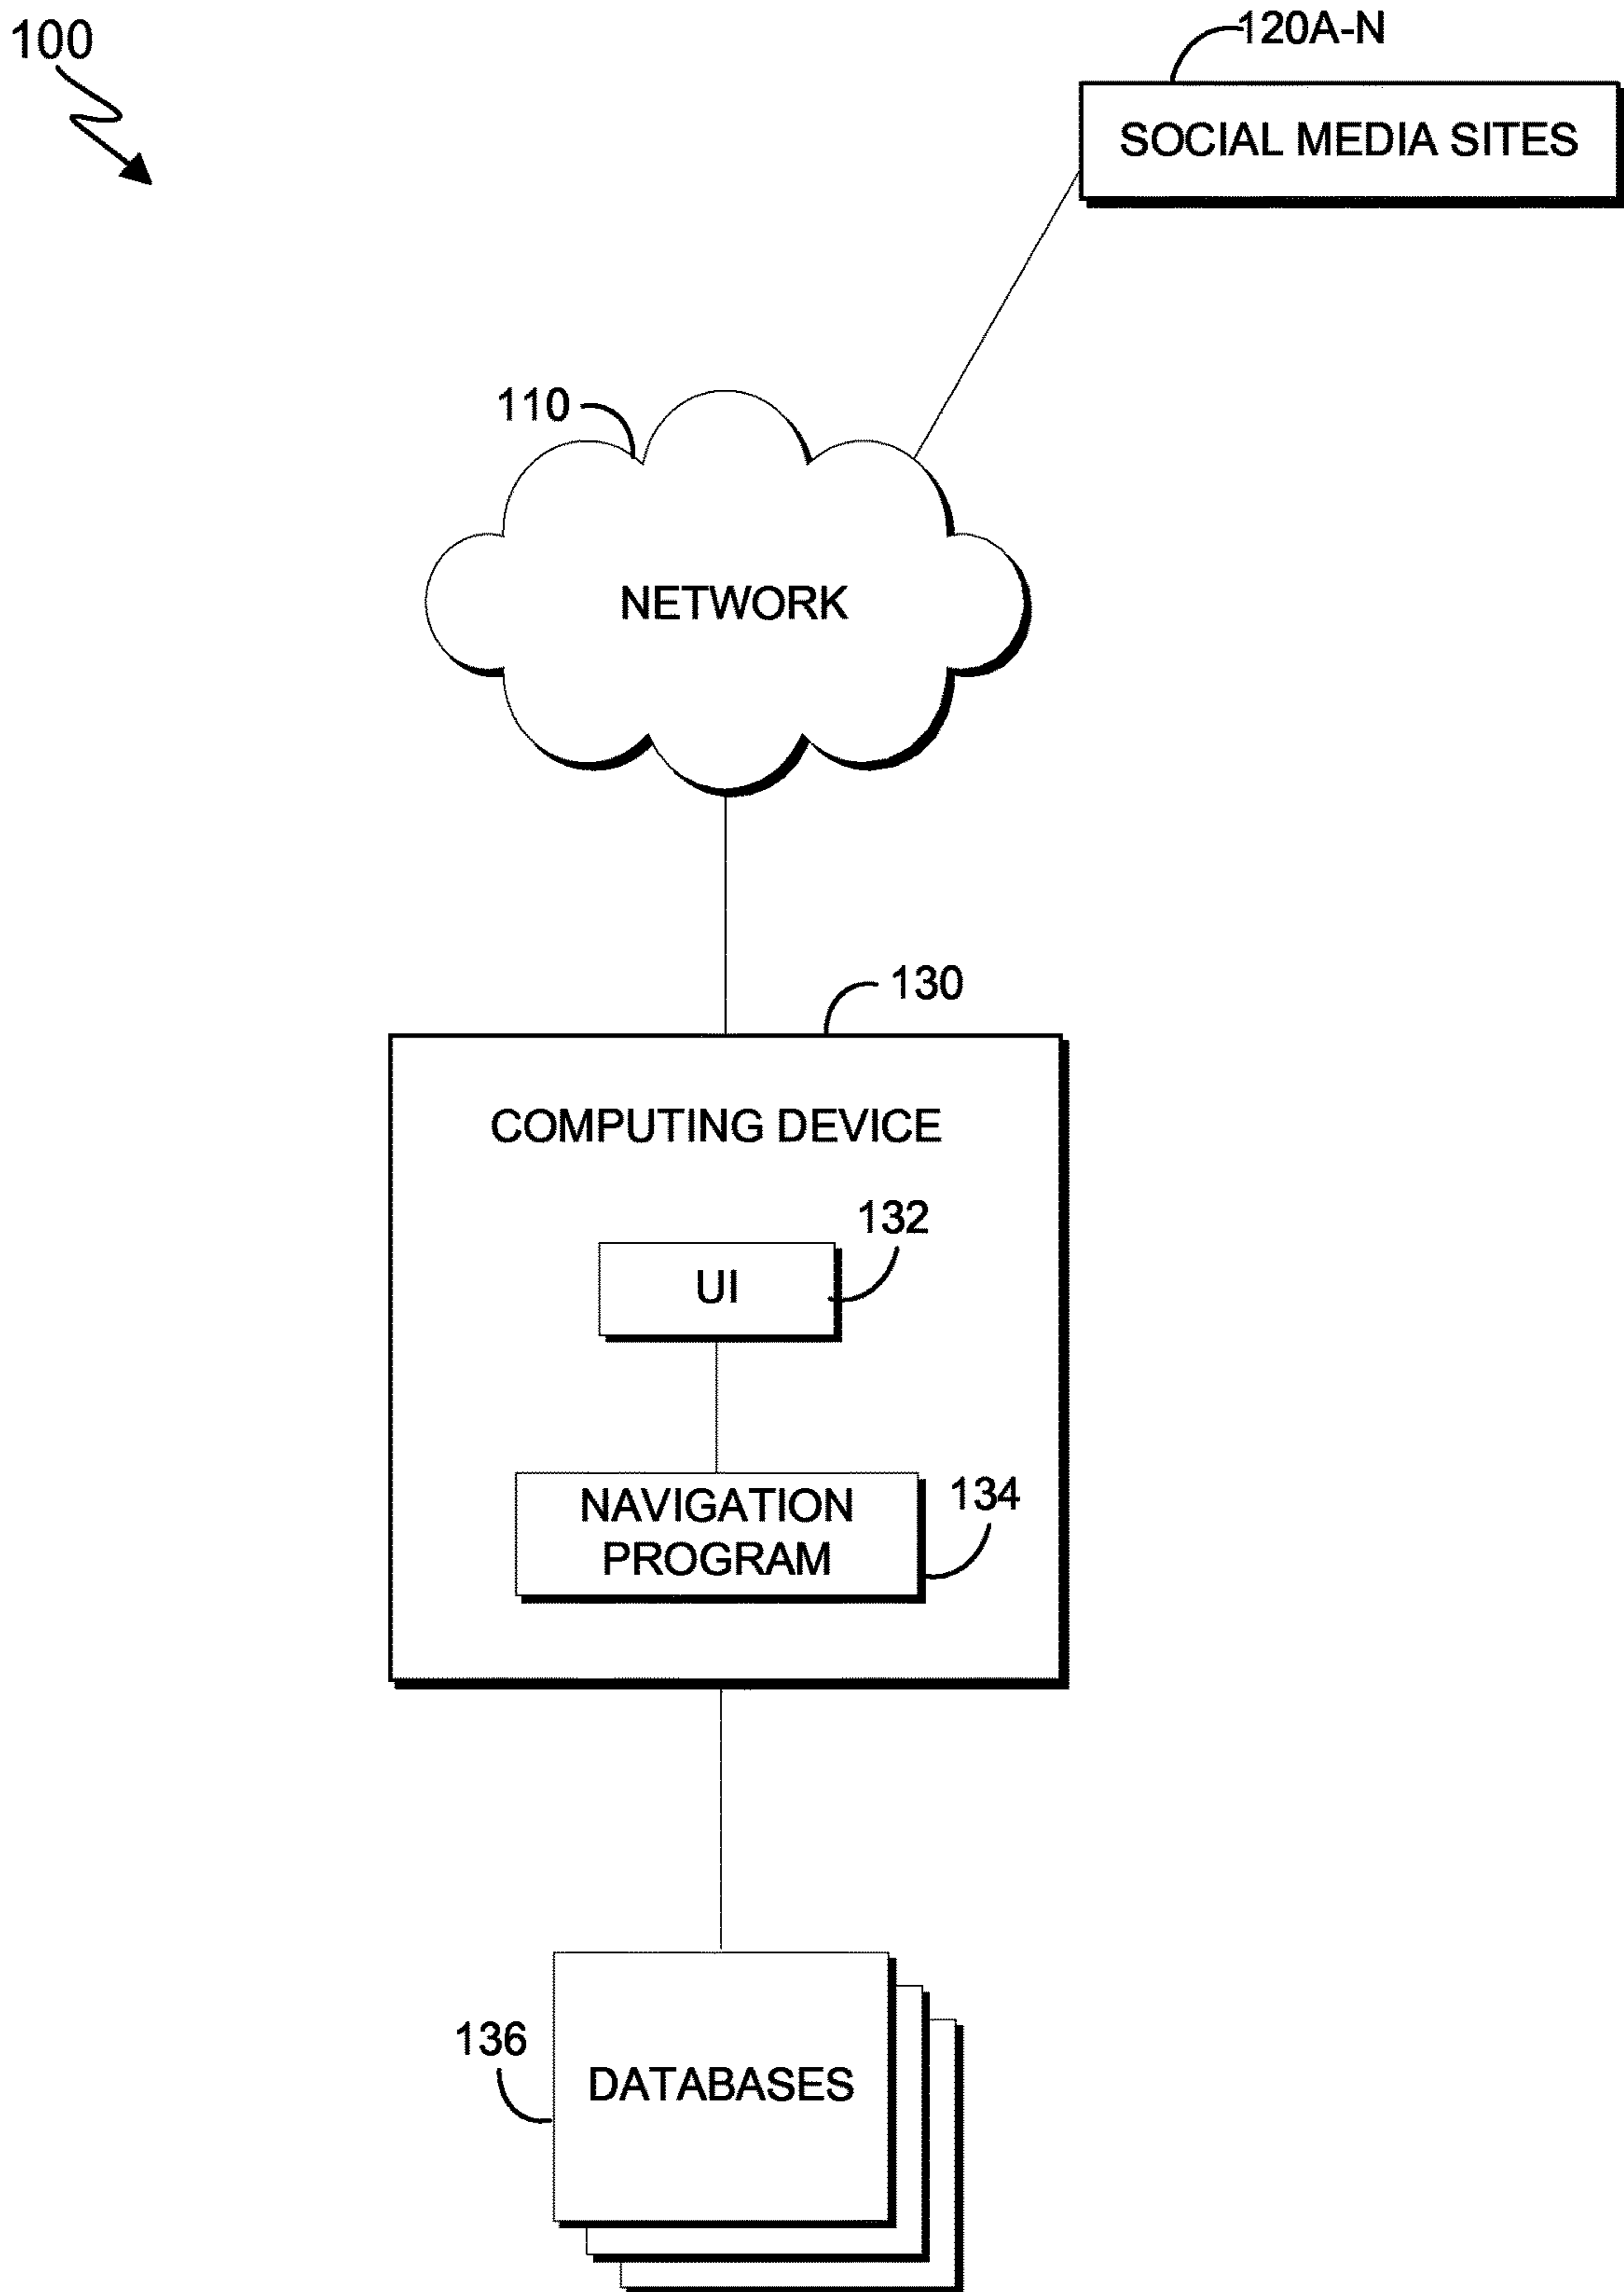 100
120A-N
SOCIAL MEDIA SITES
110
NETWORK
130
COMPUTING DEVICE
132
UI
NAVIGATION
PROGRAM
134
136
DATABASES